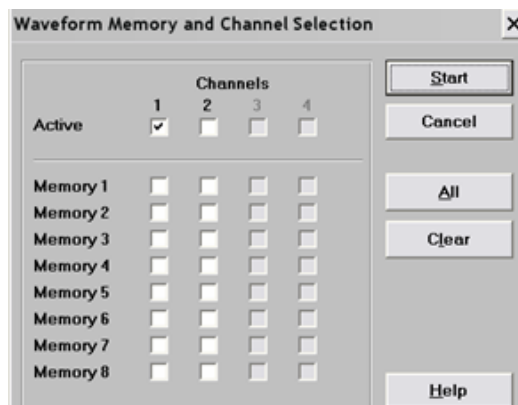 Waveform Memory and Channel Selection
Channels
1 2 3 4
Active
Memory 1
Memory 2
Memory 3
Memory 4
Memory 5
Memory 6
Memory 7
Memory 8
Start
Cancel
All
Clear
Help